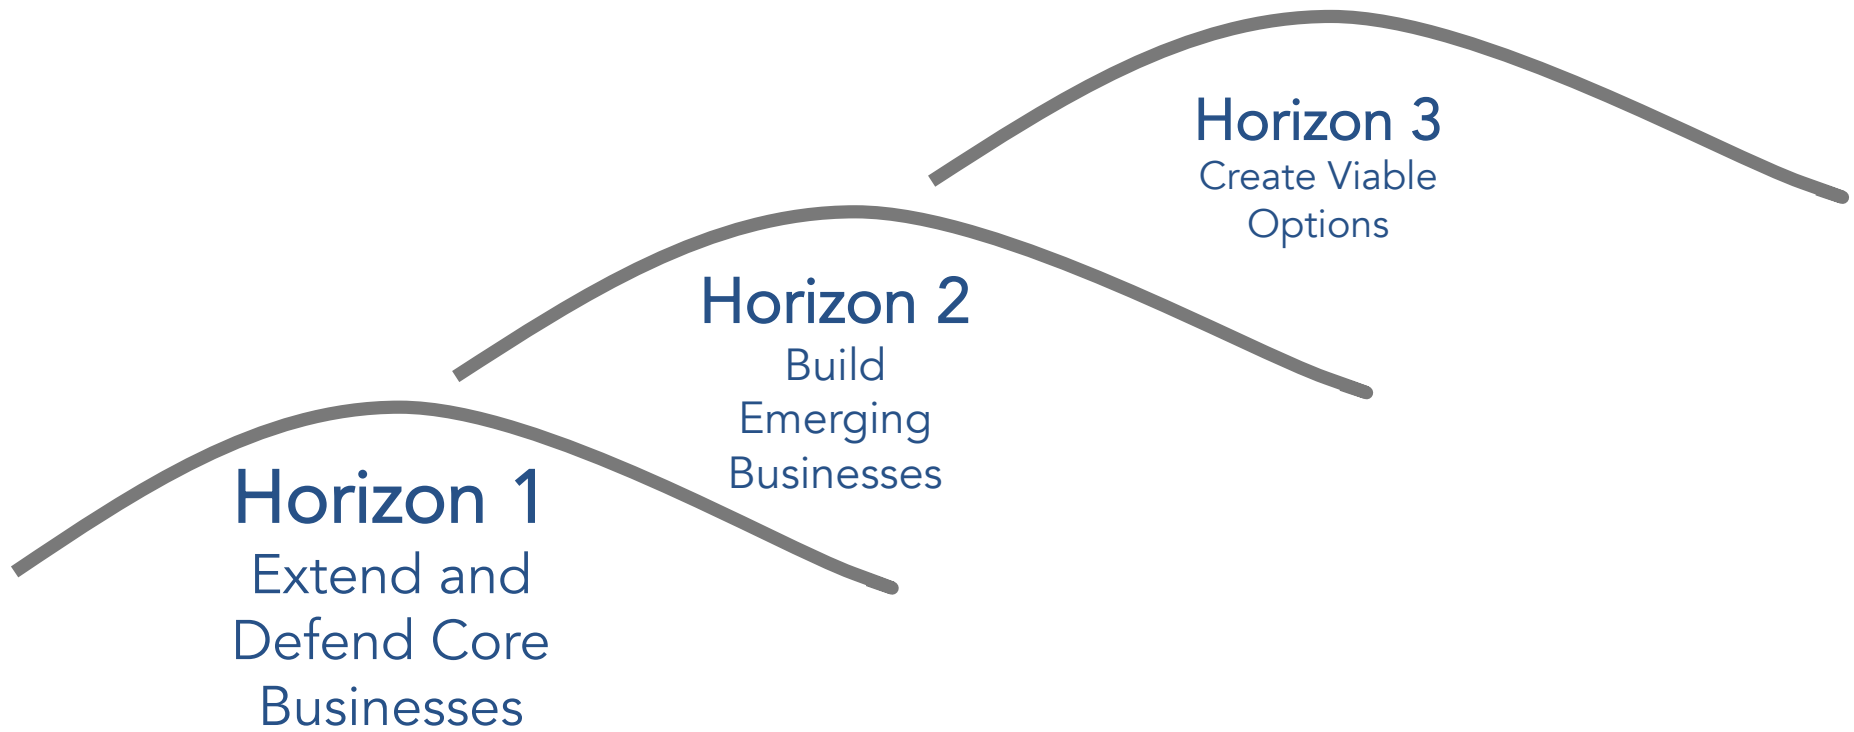 Horizon 3
Create Viable
Options
Horizon 2
Build
Emerging
Businesses
Horizon 1
Extend and
Defend Core
Businesses